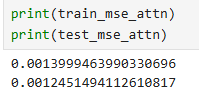 print(train_mse_attn)
print(test_mse_attn)
0.0013999463990330696
0.0012451494112610817